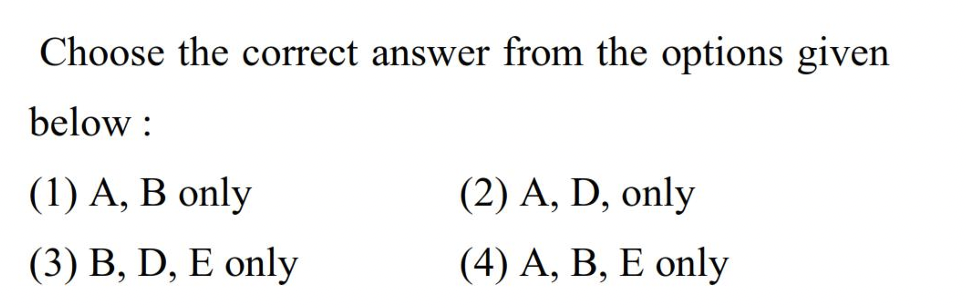 Choose the correct answer from the options given
below :
(1) A, B only (2) A, D, only
(3) B, D, E only (4) A, B, E only